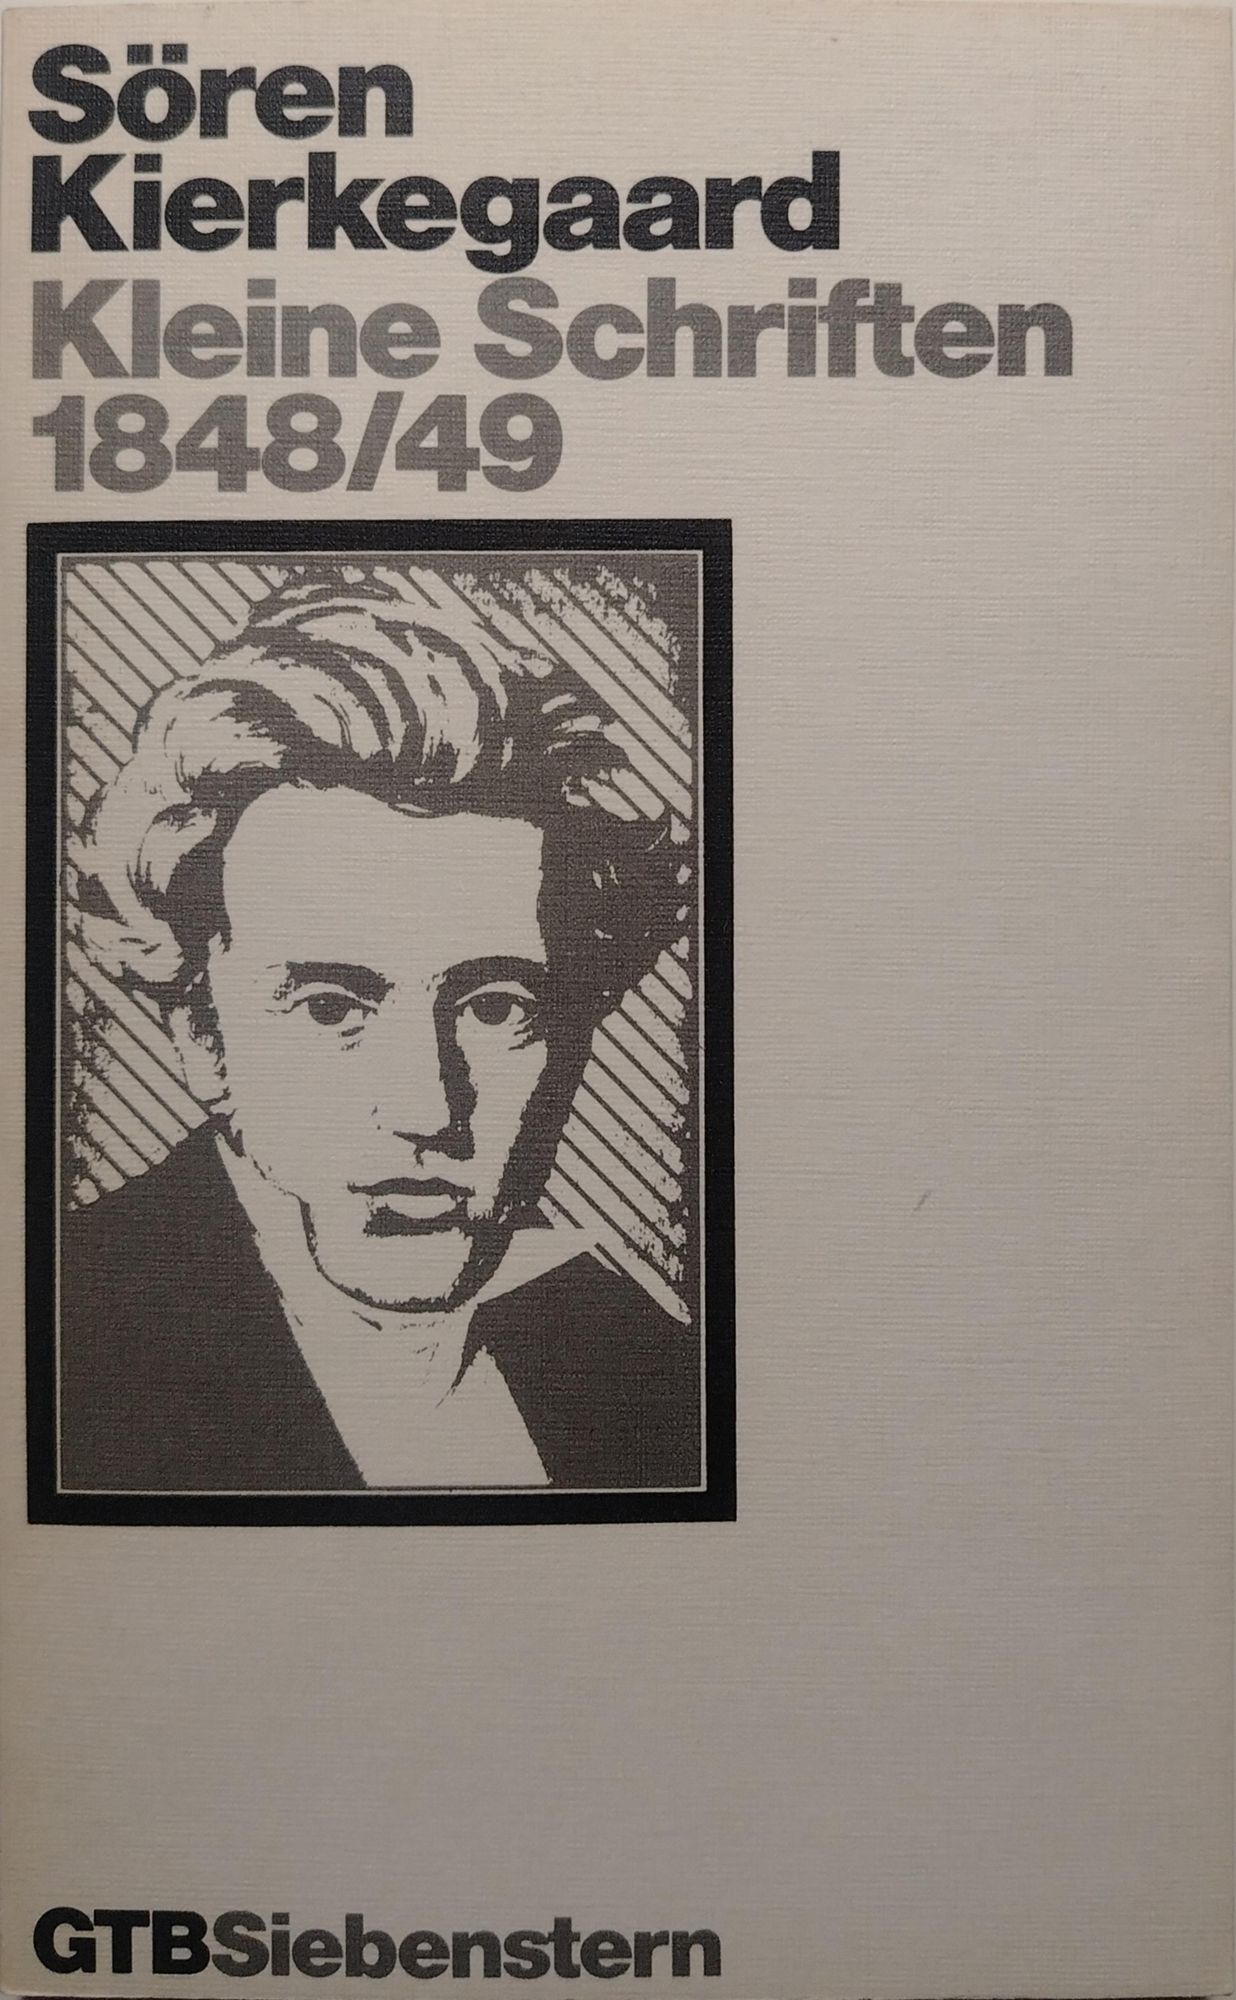 Sören
Kierkegaard
Kleine Schriften
1848/49
GTBSiebenstern